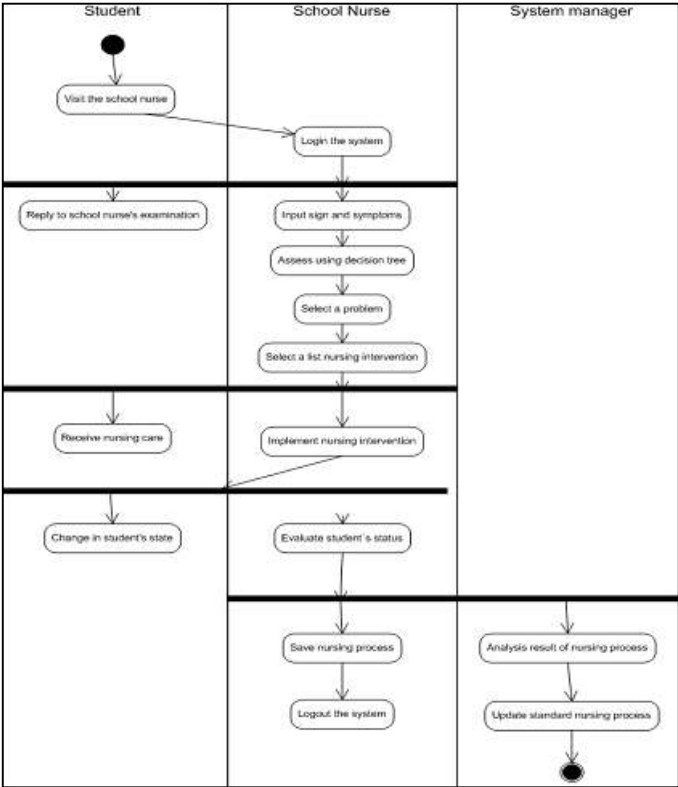 Student
School Nurse
System manager
Visit the school nurse
Login the system
Reply to school nurse's examination
Input sign and symptoms
Assess using decision tree
Select a problem
Select a list nursing intervention
Receive nursing care
Implement nursing intervention
Change in student's state
Evaluate student`s status
Save nursing process
Analysis result of nursing process
Logout the system
Update standard nursing process